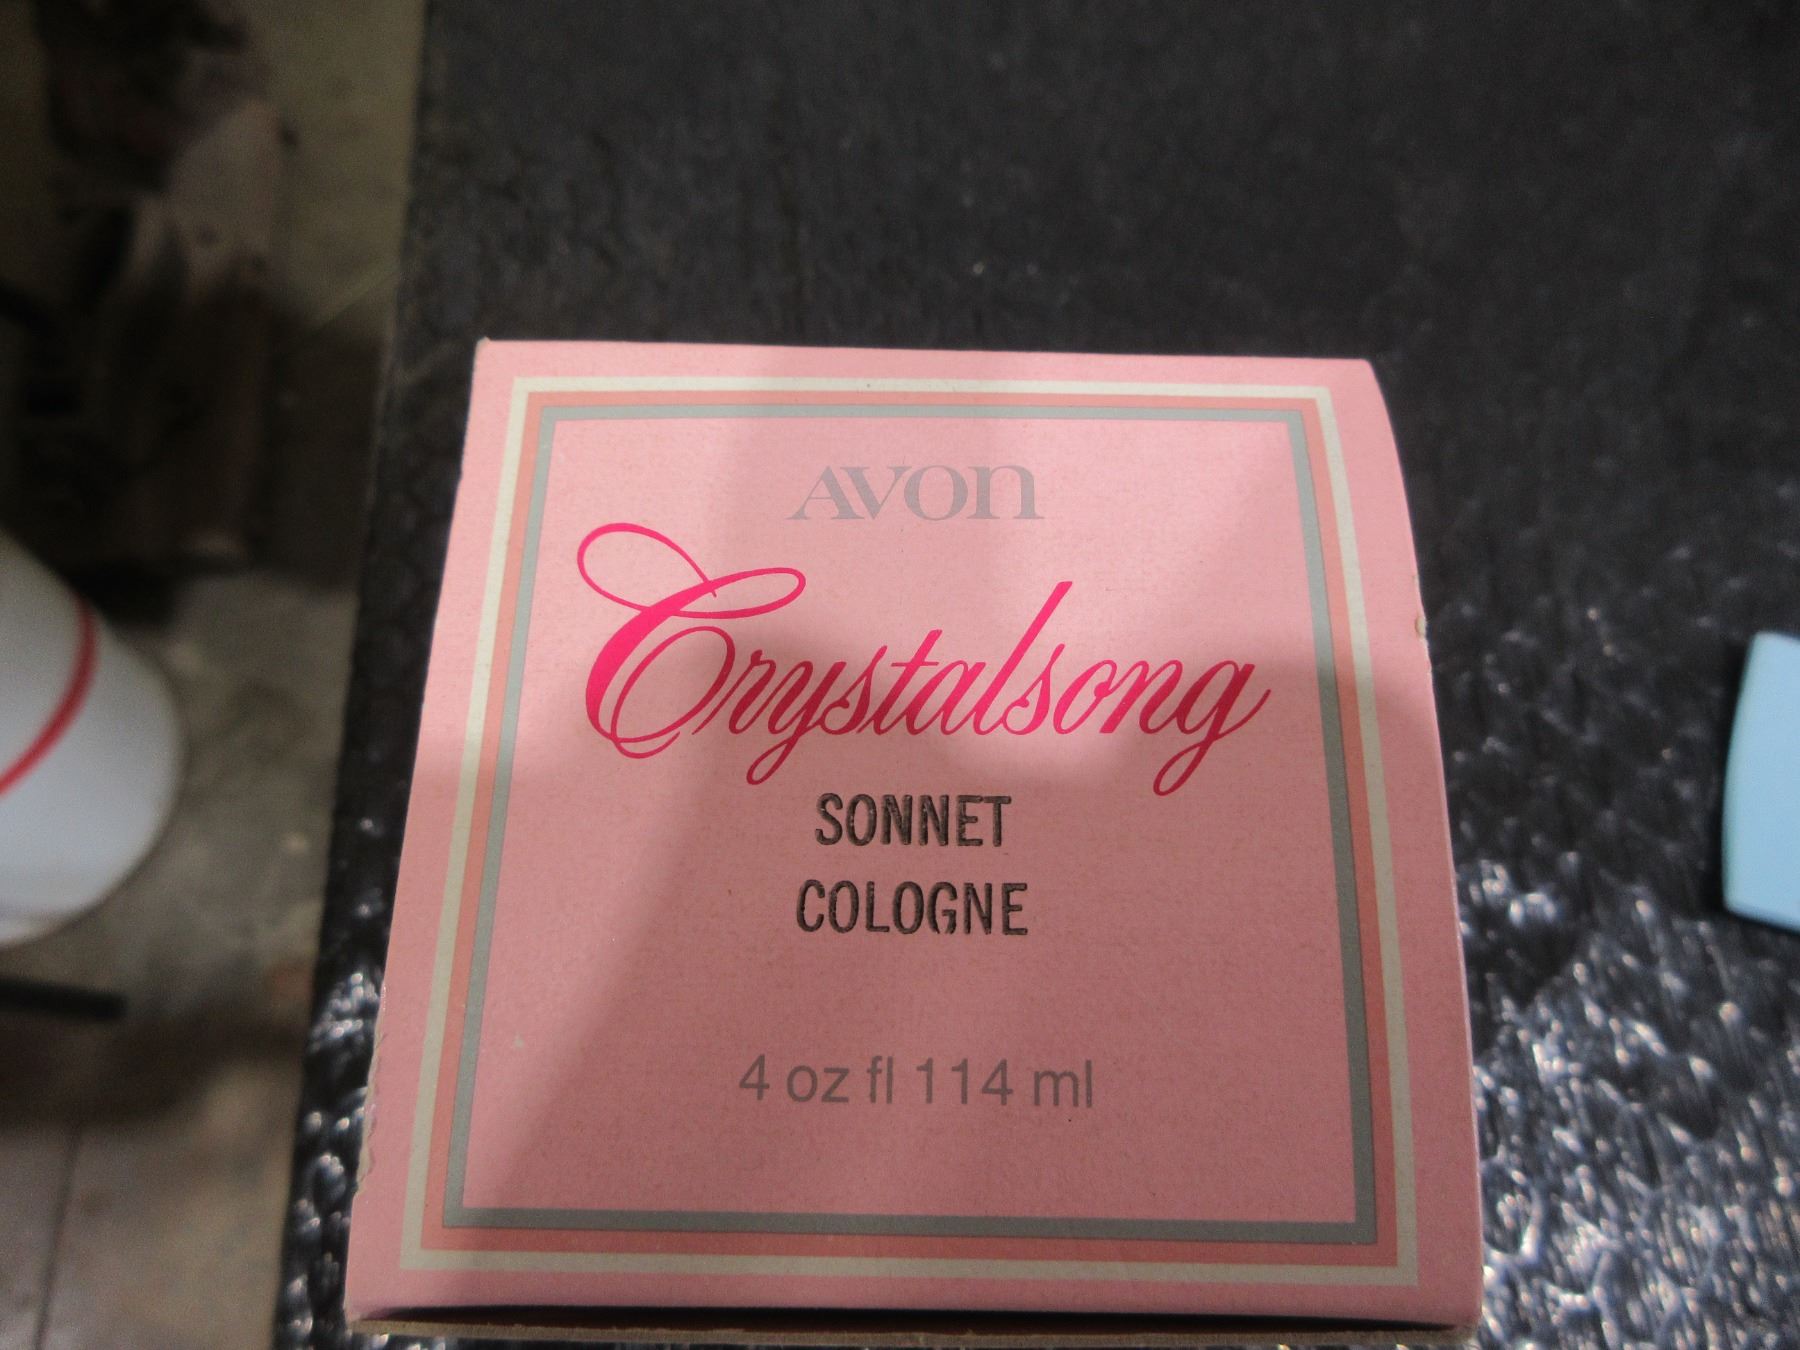 AVON
Crystalsong
SONNET
COLOGNE
4 oz fl 114 ml